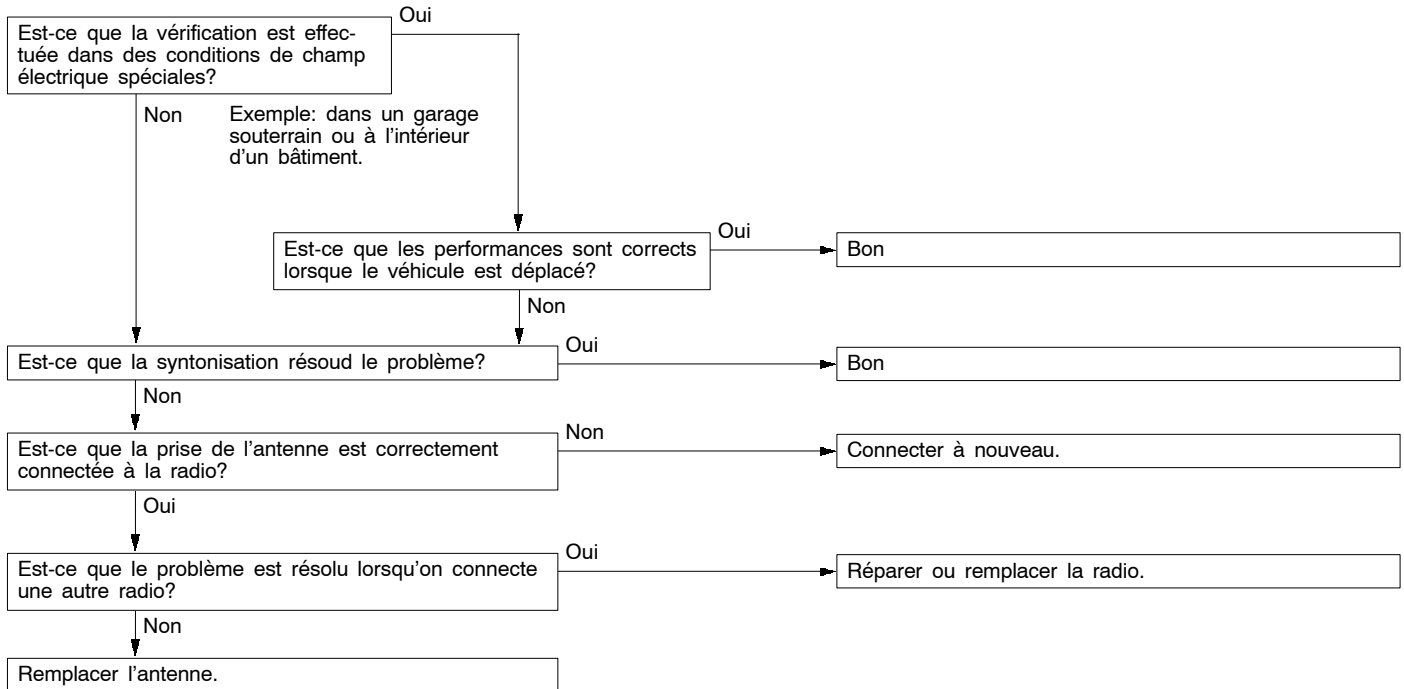 Oui
Est-ce que la vérification est effec-
tuée dans des conditions de champ
électrique spéciales?
Non
Exemple: dans un garage
souterrain ou à l'intérieur
d'un bâtiment.
Est-ce que les performances sont corrects
lorsque le véhicule est déplacé?
Oui
Bon
Non
Est-ce que la syntonisation résoud le problème?
Oui
Bon
Non
Est-ce que la prise de l'antenne est correctement
connectée à la radio?
Non
Connecter à nouveau.
Oui
Est-ce que le problème est résolu lorsqu'on connecte
une autre radio?
Oui
Réparer ou remplacer la radio.
Non
Remplacer l'antenne.